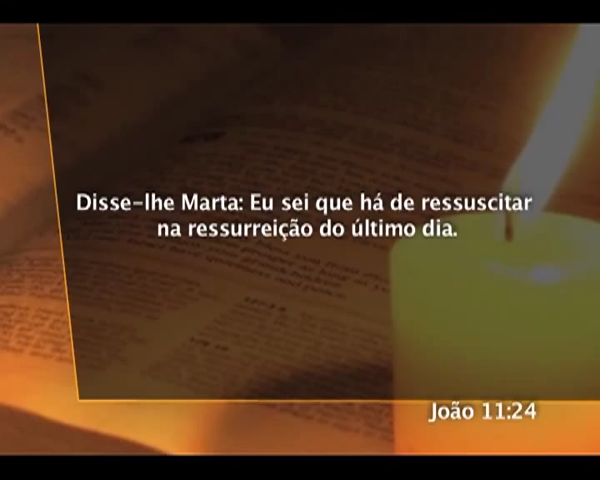 Disse-lhe Marta: Eu sei que há de ressuscitar
na ressurreição do último dia.
João 11:24